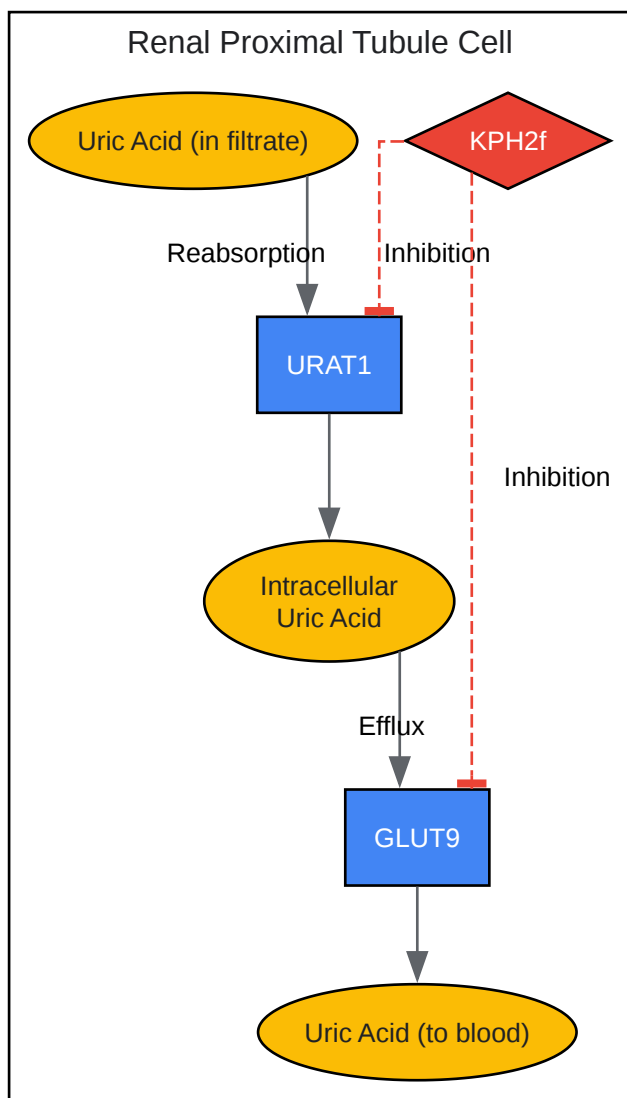 Renal Proximal Tubule Cell
Uric Acid (in filtrate)
KPH2f
Reabsorption
Inhibition
URAT1
Inhibition
Intracellular
Uric Acid
Efflux
GLUT9
Uric Acid (to blood)